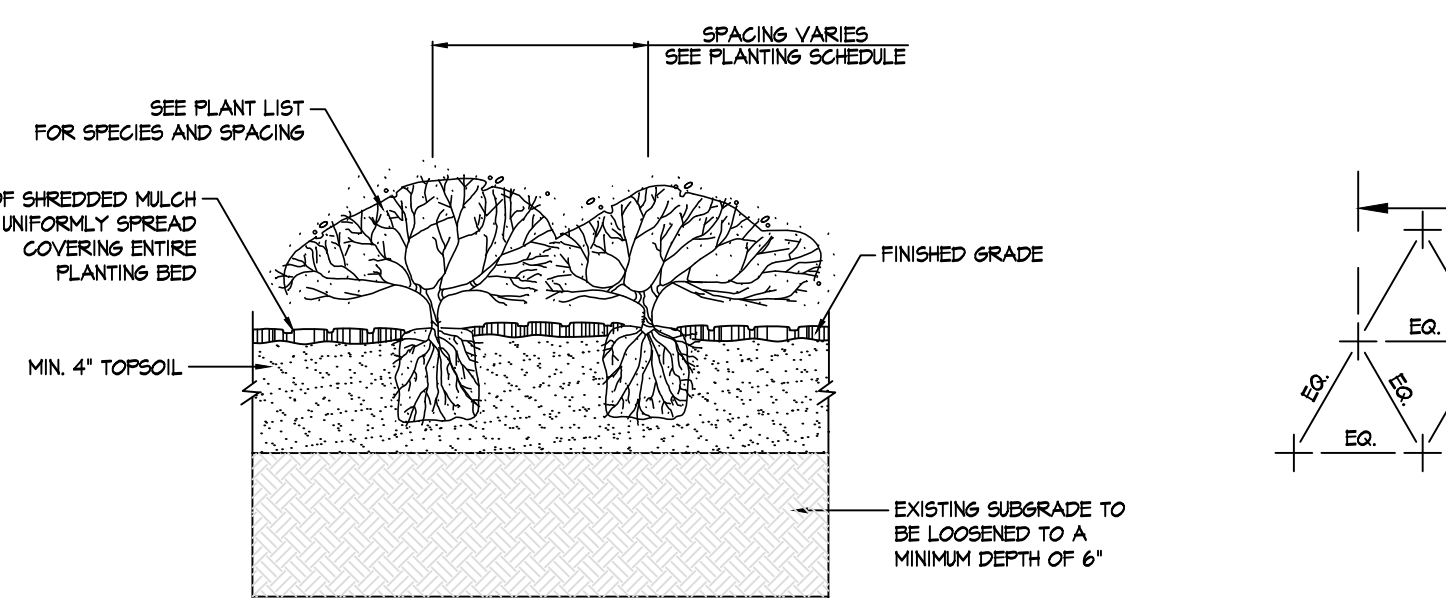 SPACING VARIES
SEE PLANTING SCHEDULE
SEE PLANT LIST
FOR SPECIES AND SPACING
OF SHREDDED MULCH
UNIFORMLY SPREAD
COVERING ENTIRE
PLANTING BED
FINISHED GRADE
MIN. 4" TOPSOIL
EXISTING SUBGRADE TO
BE LOOSENED TO A
MINIMUM DEPTH OF 6"
EQ.
EQ.
EQ.
EQ.